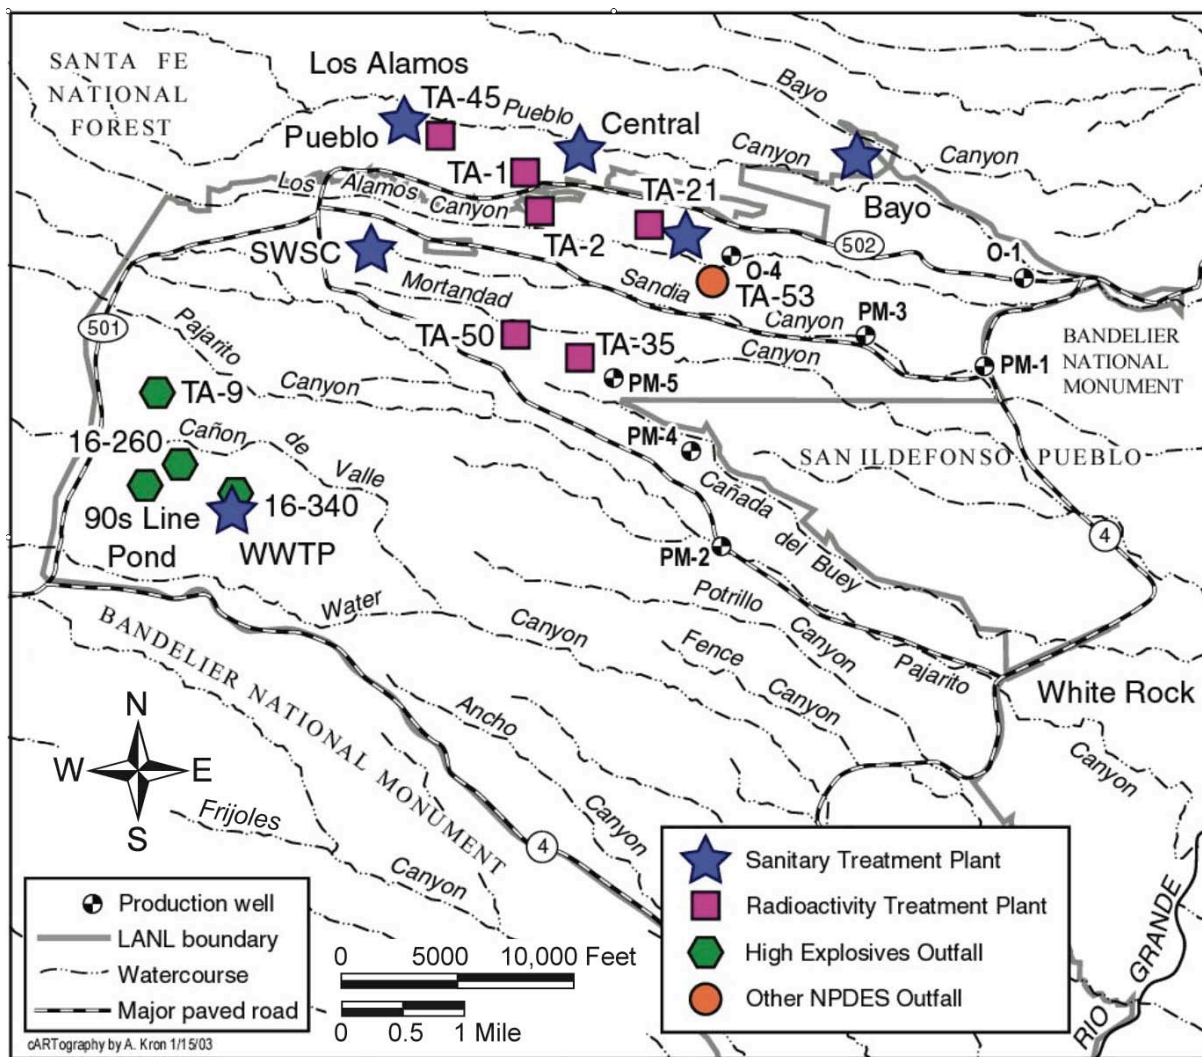 SANTA FE
NATIONAL
FOREST
Los Alamos
TA-45
Pueblo
Pueblo
Central
Bayo
Canyon
Canyon
TA-1
TA-21
Los Alamos
Canyon
Bayo
SWSC
TA-2
502
O-1
O-4
Sandia
TA-53
Mortandad
Canyon
PM-3
501
Pajarito
TA-50
TA-35
Canyon
BANDELIER
NATIONAL
MONUMENT
PM-1
PM-5
TA-9
Canyon
16-260
Cañon de Valle
PM-4
SAN ILDEFONSO PUEBLO
90s Line
Pond
16-340
WWTP
Cañada
del Buey
4
PM-2
Water
Canyon
Potrillo
Canyon
Fence
Canyon
Pajarito
White Rock
Canyon
BANDELIER NATIONAL MONUMENT
Ancho
Canyon
N
W E
S
Frijoles
Canyon
4
RIO GRANDE
Sanitary Treatment Plant
Radioactivity Treatment Plant
High Explosives Outfall
Other NPDES Outfall
Production well
LANL boundary
Watercourse
Major paved road
0 5000 10,000 Feet
0 0.5 1 Mile
cARTography by A. Kron 1/15/03